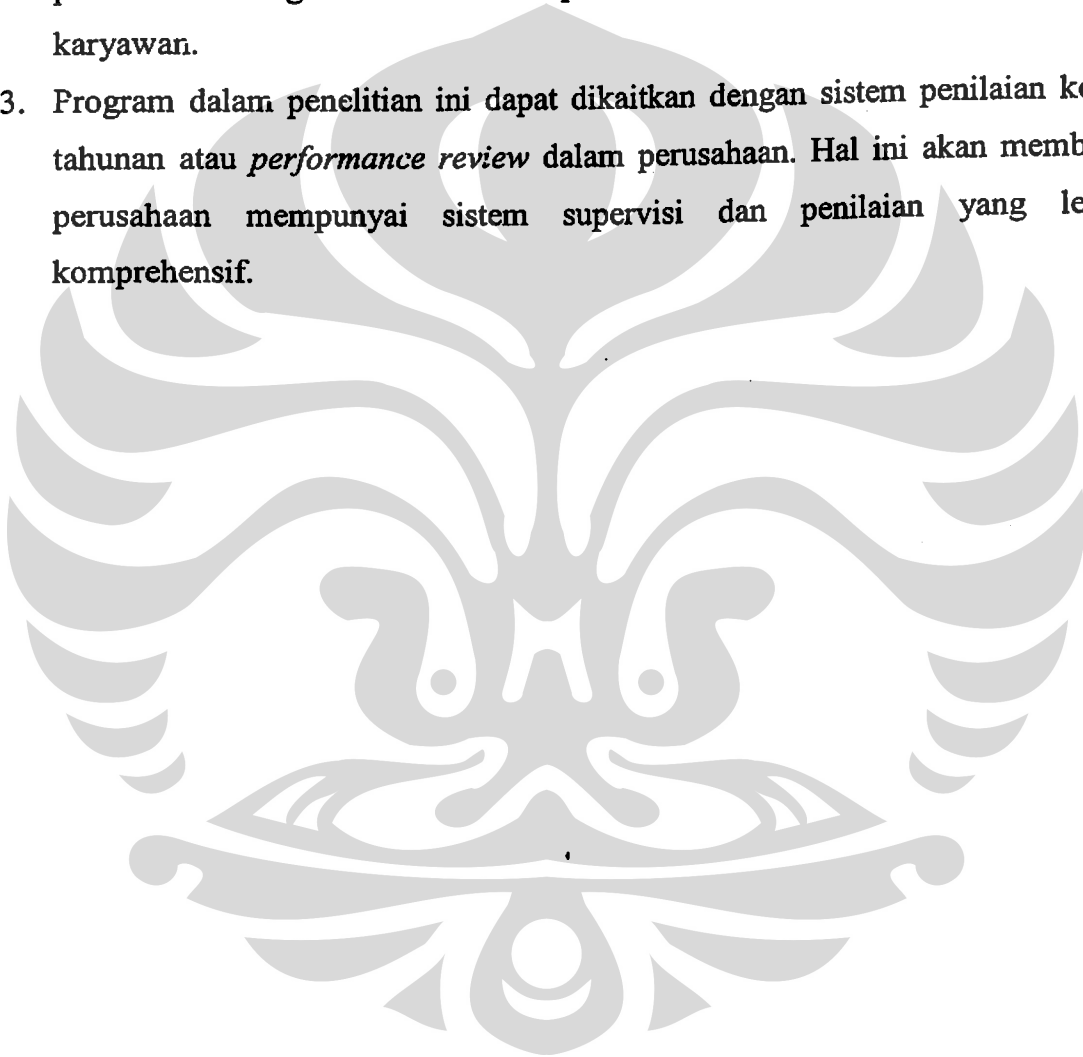 karyawan.
3. Program dalam penelitian ini dapat dikaitkan dengan sistem penilaian
tahunan atau performance review dalam perusahaan. Hal ini akan
perusahaan mempunyai sistem supervisi dan penilaian yang
komprehensif.